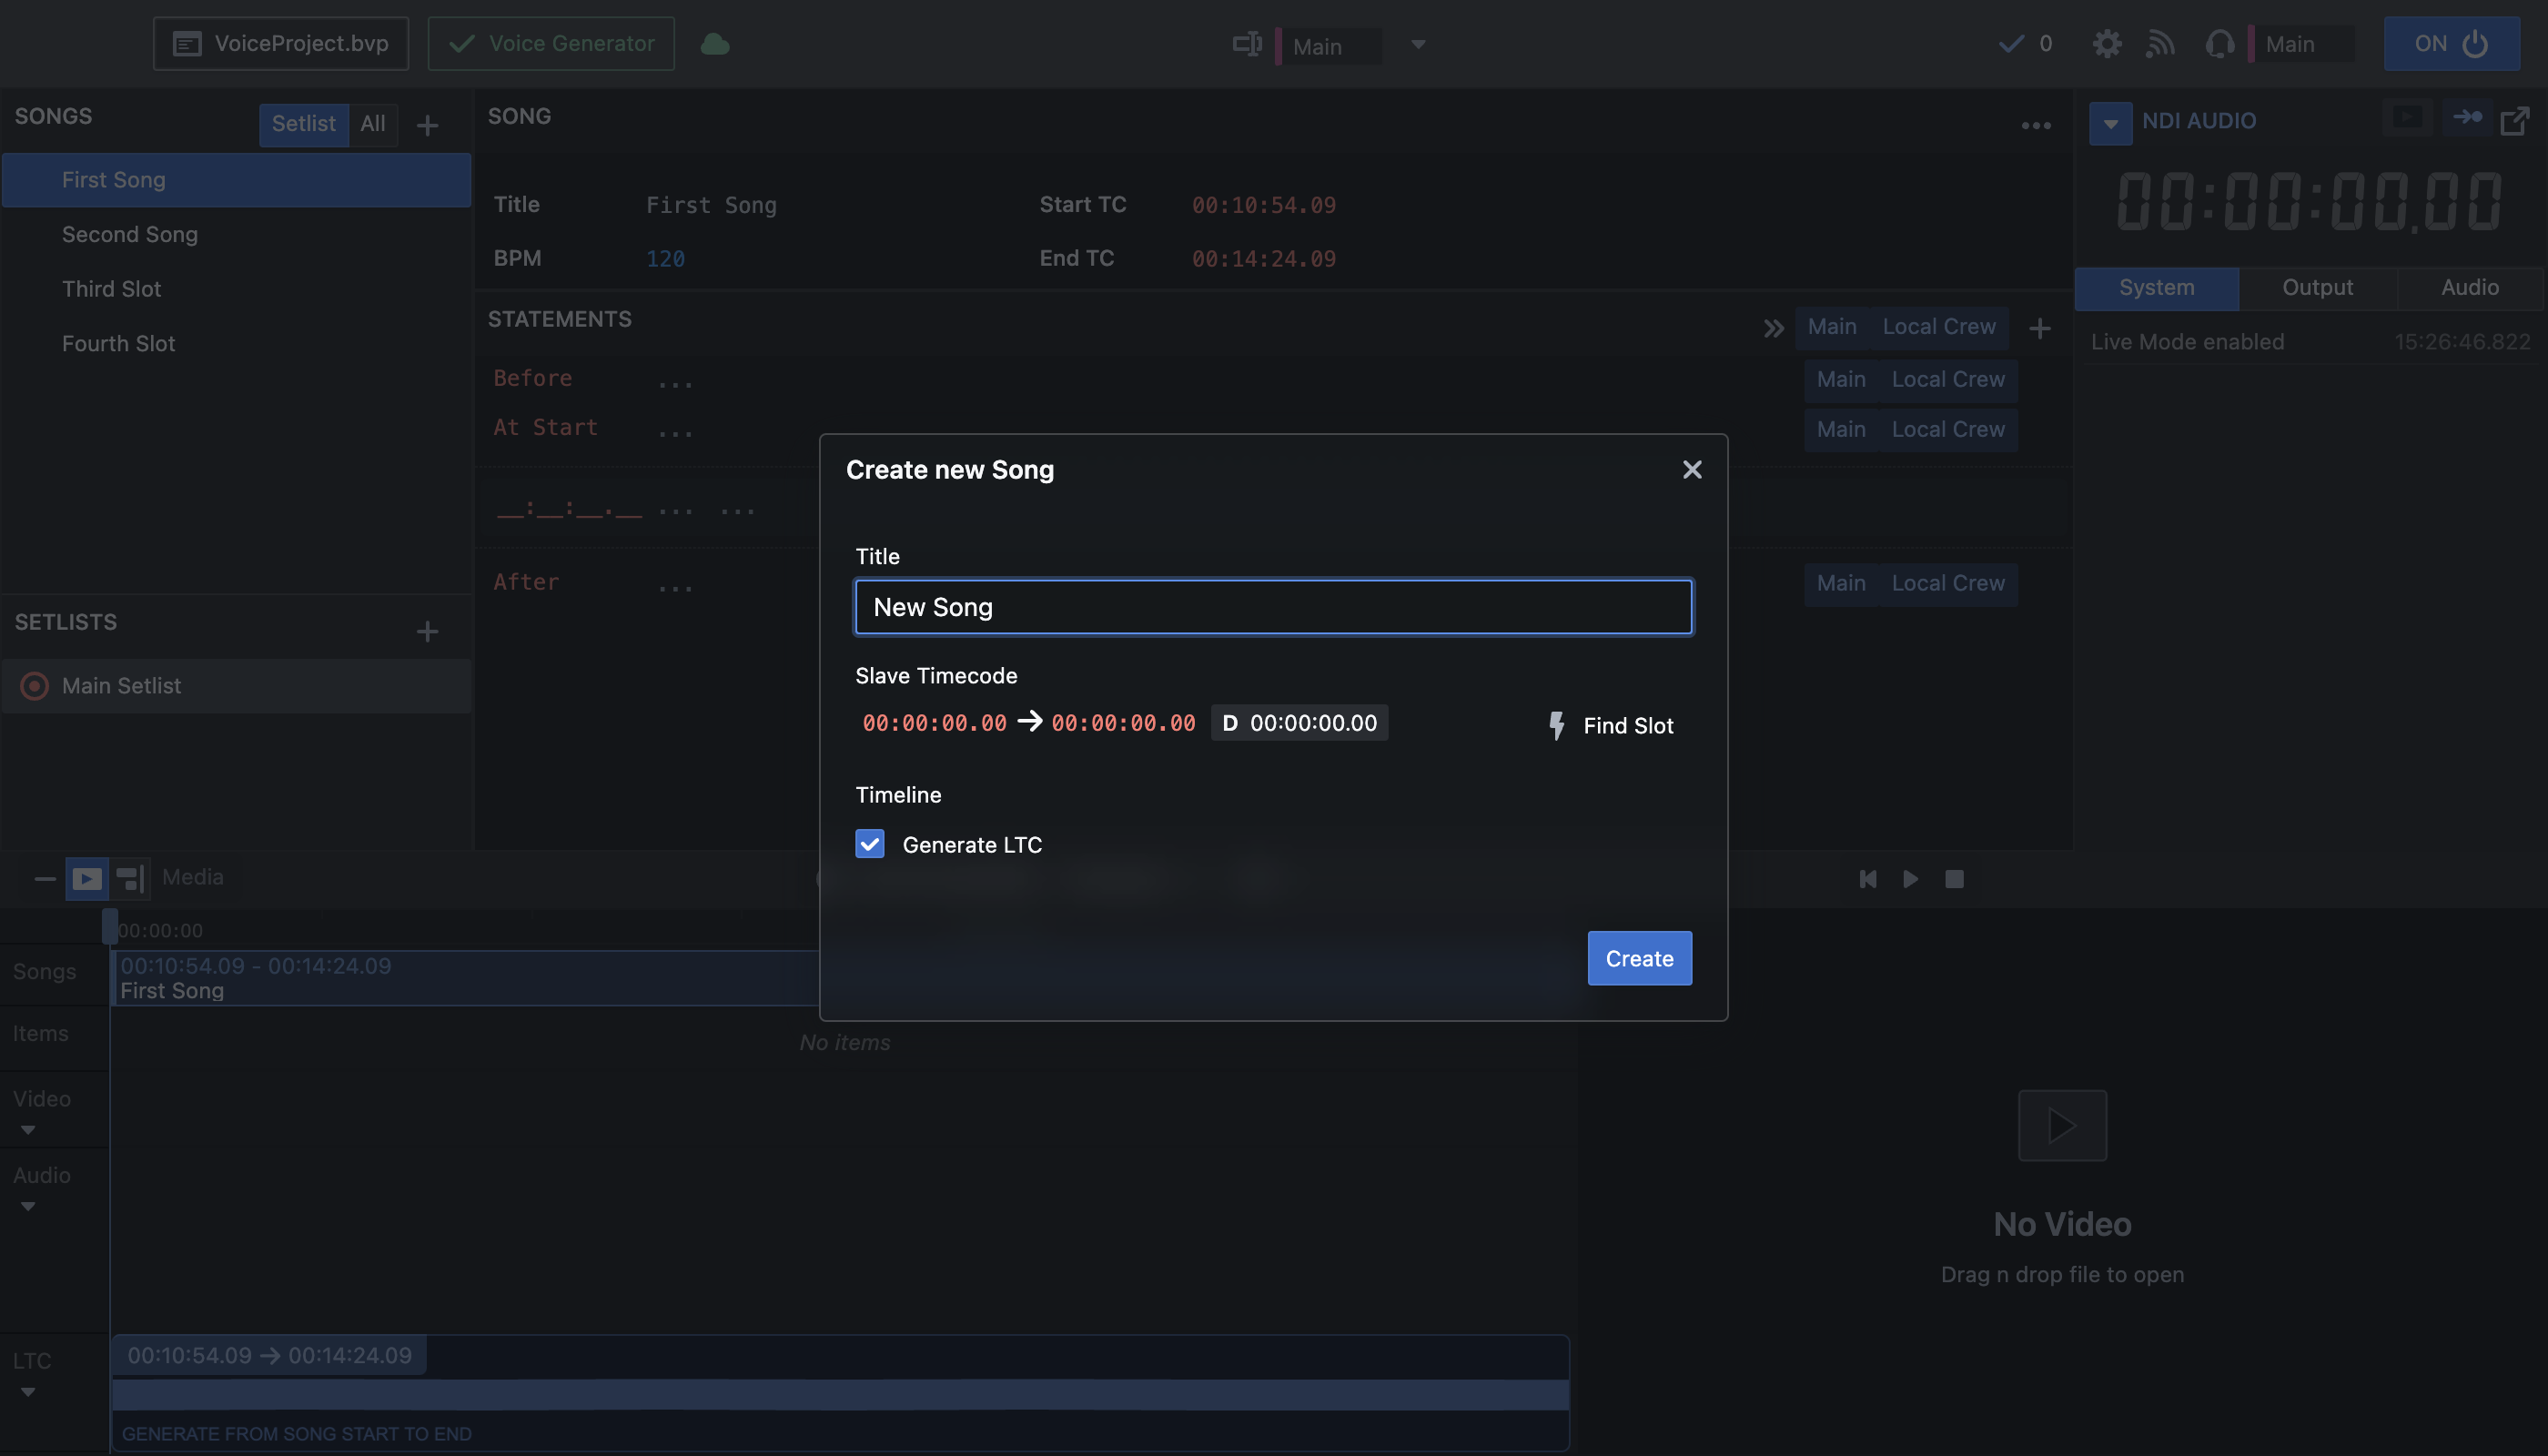 VoiceProject.bvp
Voice Generator
Main
0
Main
ON
SONGS
Setlist
All
First Song
Second Song
Third Slot
Fourth Slot
SETLISTS
Main Setlist
SONG
Title First Song
Start TC 00:10:54.09
BPM 120
End TC 00:14:24.09
STATEMENTS
Main Local Crew
Before ...
Main Local Crew
At Start ...
Main Local Crew
__:__:__.__ ... ...
After ...
Main Local Crew
NDI AUDIO
00:00:00.00
System
Output
Audio
Live Mode enabled 15:26:46.822
Create new Song
Title
New Song
Slave Timecode
00:00:00.00 → 00:00:00.00 D 00:00:00.00
Find Slot
Timeline
Generate LTC
Create
Media
00:00:00
Songs
00:10:54.09 - 00:14:24.09
First Song
Items
No items
Video
Audio
LTC
00:10:54.09 → 00:14:24.09
GENERATE FROM SONG START TO END
No Video
Drag n drop file to open